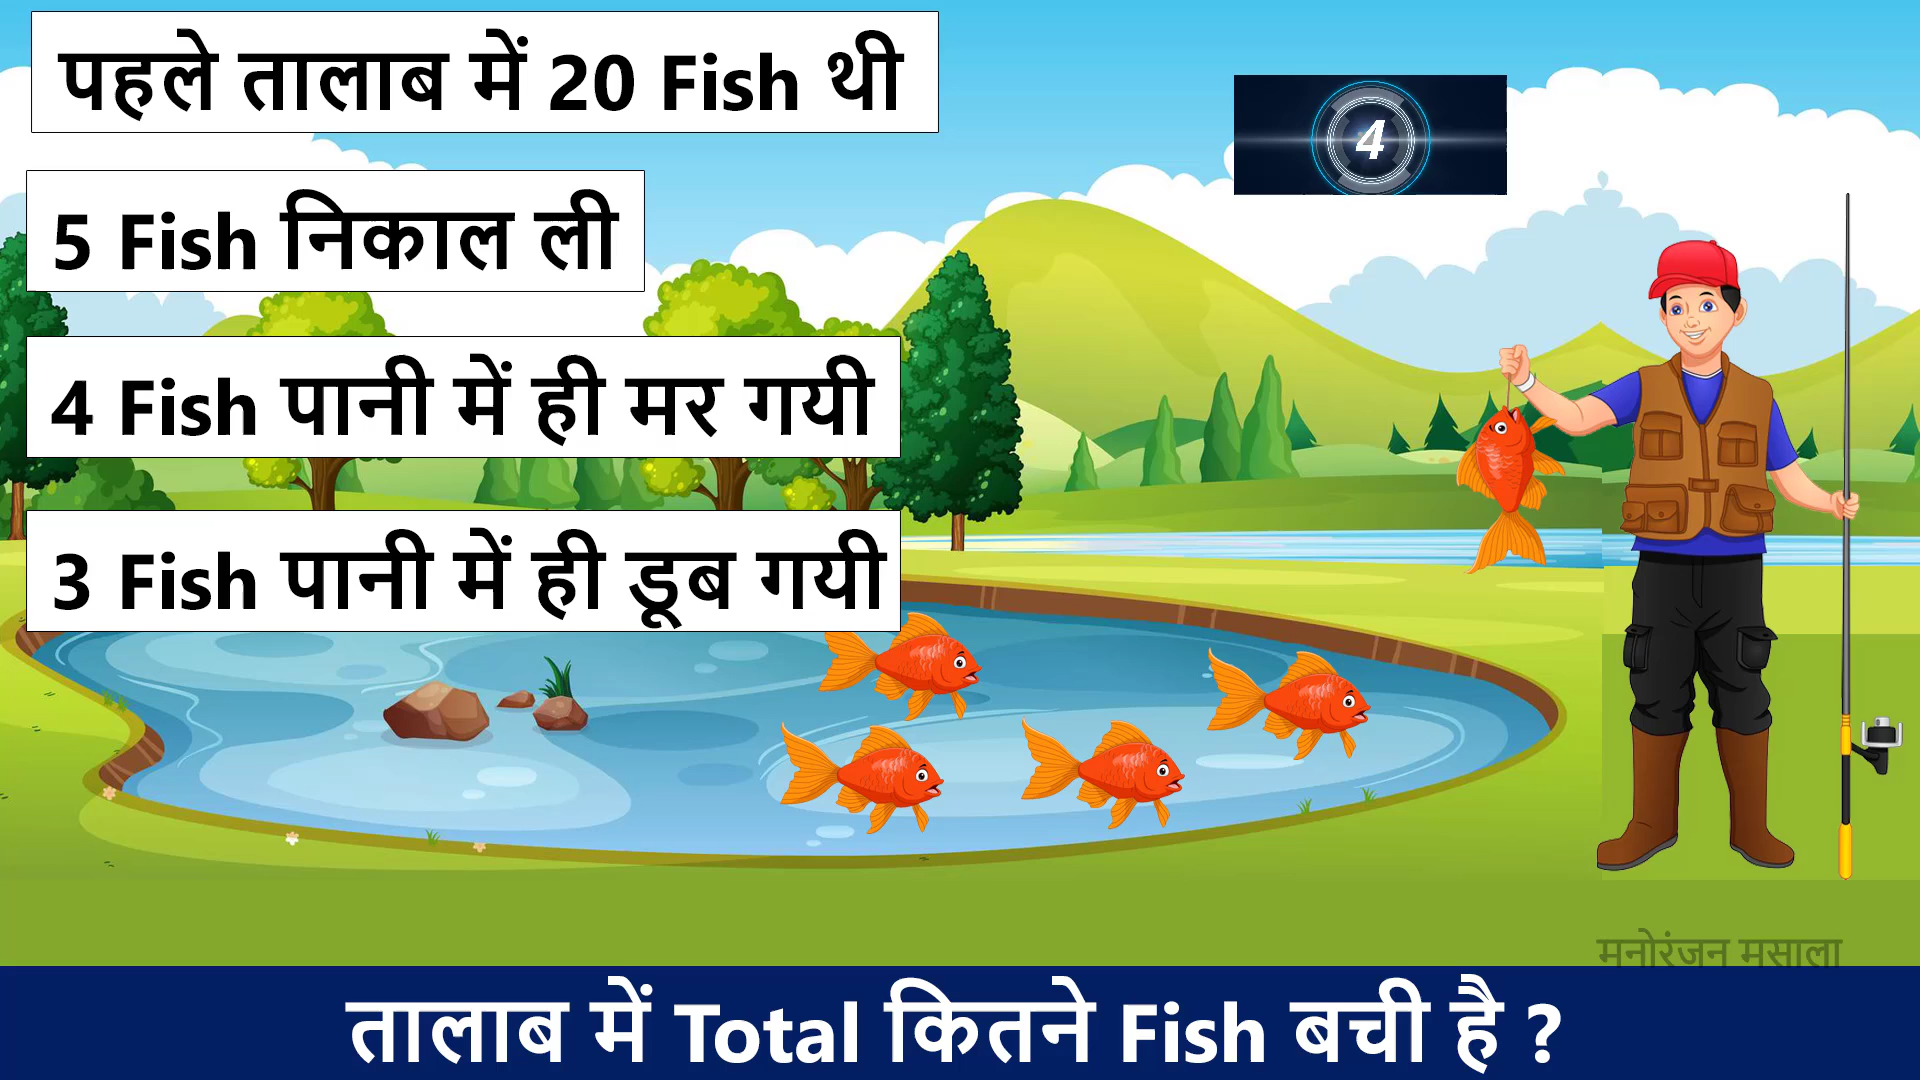 पहले तालाब में 20 Fish थी
4
5 Fish निकाल ली
4 Fish पानी में ही मर गयी
3 Fish पानी में ही डूब गयी
मनोरंजन मसाला
तालाब में Total कितने Fish बची है ?